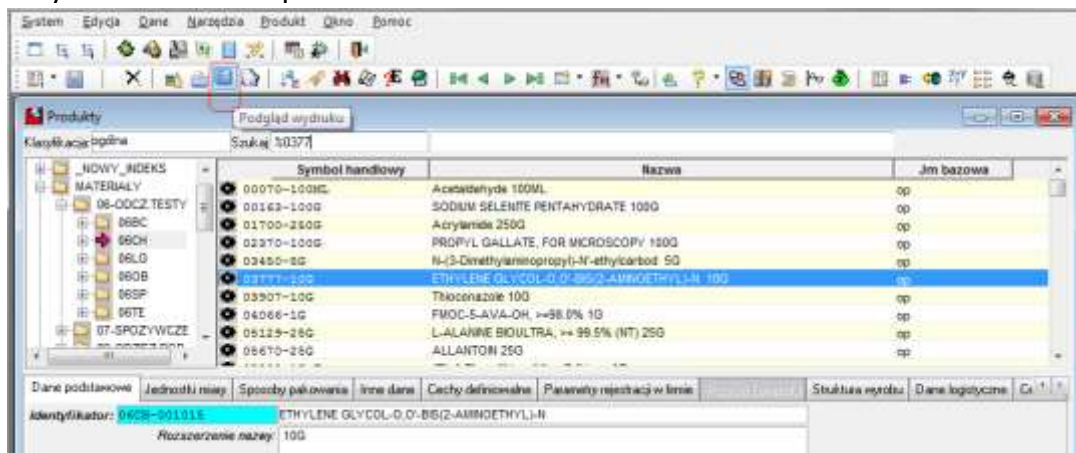 System Edycja Dane Narzędzia Produkt Okno Pomoc
Produkty
Podgląd wydruku
Klasyfikacja: ogólna Szukaj %0377
Symbol handlowy Nazwa Jm bazowa
_NOWY_INDEKS
MATERIAŁY
06-ODCZ.TESTY
06BC
06CH
06LO
06OB
06SP
06TE
07-SPOŻYWCZE
00070-100ML Acetaldehyde 100ML op
00163-100G SODIUM SELENITE PENTAHYDRATE 100G op
01700-250G Acrylamide 250G op
02370-100G PROPYL GALLATE, FOR MICROSCOPY 100G op
03450-5G N-(3-Dimethylaminopropyl)-N'-ethylcarbod 5G op
03777-10G ETHYLENE GLYCOL-O,O'-BIS(2-AMINOETHYL)-N 10G op
03907-10G Thioconazole 10G op
04066-1G FMOC-5-AVA-OH, >=98.0% 1G op
05129-25G L-ALANINE BIOULTRA, >= 99.5% (NT) 25G op
05670-25G ALLANTOIN 25G op
Dane podstawowe Jednostki miary Sposoby pakowania Inne dane Cechy definiowalne Parametry rejestracji w firmie Struktura wyrobu Dane logistyczne
Identyfikator: 06CH-001015 ETHYLENE GLYCOL-O,O'-BIS(2-AMINOETHYL)-N
Rozszerzenie nazwy: 10G